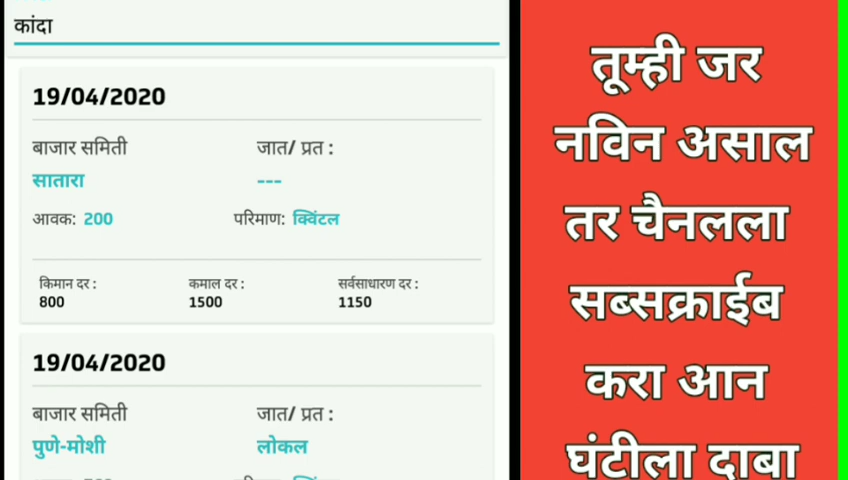 कांदा
19/04/2020
बाजार समिती जात/ प्रत :
सातारा ---
आवक: 200 परिमाण: क्विंटल
किमान दर : कमाल दर : सर्वसाधारण दर :
800 1500 1150
19/04/2020
बाजार समिती जात/ प्रत :
पुणे-मोशी लोकल
तूम्ही जर
नविन असाल
तर चैनलला
सब्सक्राईब
करा आन
घंटीला दाबा